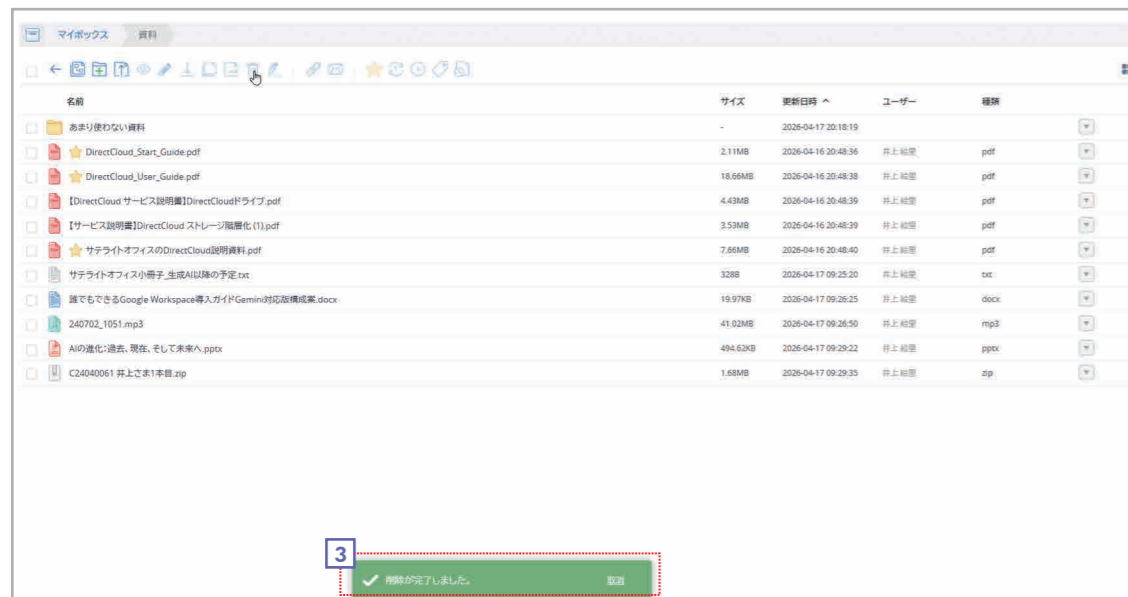 マイボックス 資料
名前 サイズ 更新日時 ユーザー 種類
あまり使わない資料 - 2026-04-17 20:18:19
DirectCloud_Start_Guide.pdf 2.11MB 2026-04-16 20:48:36 井上 絵里 pdf
DirectCloud_User_Guide.pdf 18.66MB 2026-04-16 20:48:38 井上 絵里 pdf
【DirectCloud サービス説明書】DirectCloudドライブ.pdf 4.43MB 2026-04-16 20:48:39 井上 絵里 pdf
【サービス説明書】DirectCloud ストレージ階層化 (1).pdf 3.53MB 2026-04-16 20:48:39 井上 絵里 pdf
サテライトオフィスのDirectCloud説明資料.pdf 7.66MB 2026-04-16 20:48:40 井上 絵里 pdf
サテライトオフィス小冊子_生成AI以降の予定.txt 328B 2026-04-17 09:25:20 井上 絵里 txt
誰でもできるGoogle Workspace導入ガイドGemini対応版構成案.docx 19.97KB 2026-04-17 09:26:25 井上 絵里 docx
240702_1051.mp3 41.02MB 2026-04-17 09:26:50 井上 絵里 mp3
AIの進化：過去、現在、そして未来へ.pptx 494.62KB 2026-04-17 09:29:22 井上 絵里 pptx
C24040061 井上さま1本目.zip 1.68MB 2026-04-17 09:29:35 井上 絵里 zip
3
削除が完了しました。 取消